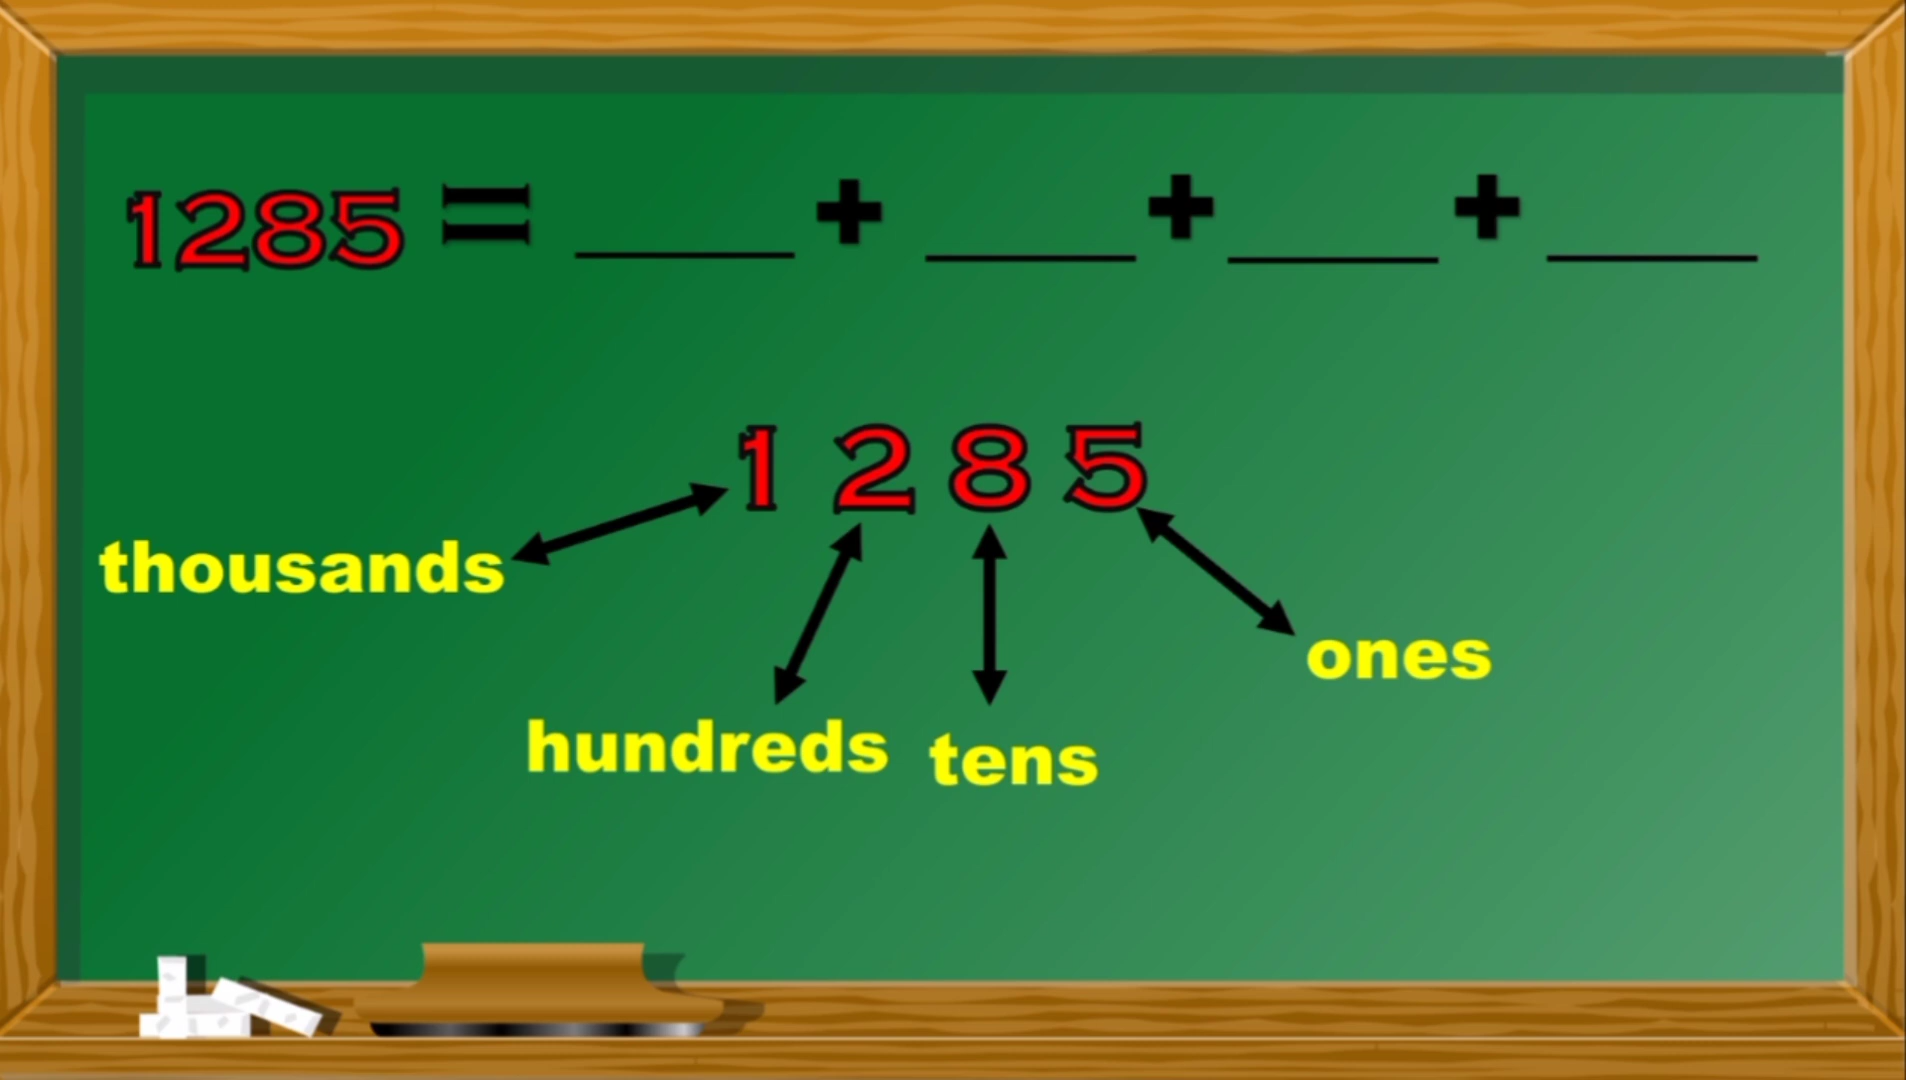 1285 = ____ + ____ + ____ + ____
1 2 8 5
thousands
ones
hundreds tens